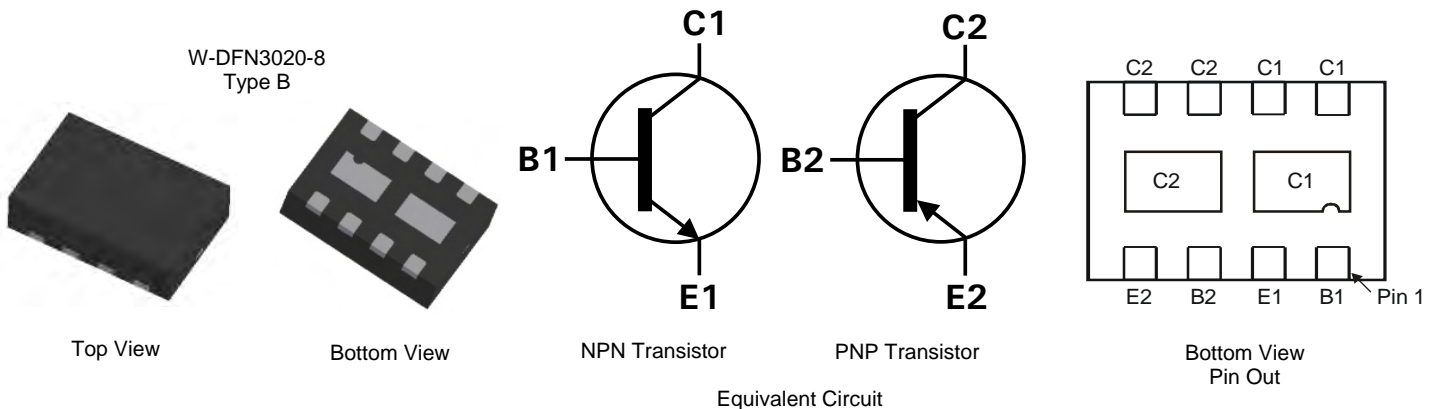 W-DFN3020-8
Type B
Top View
Bottom View
C1
B1
E1
NPN Transistor
C2
B2
E2
PNP Transistor
Equivalent Circuit
C2 C2 C1 C1
C2 C1
E2 B2 E1 B1 Pin 1
Bottom View
Pin Out